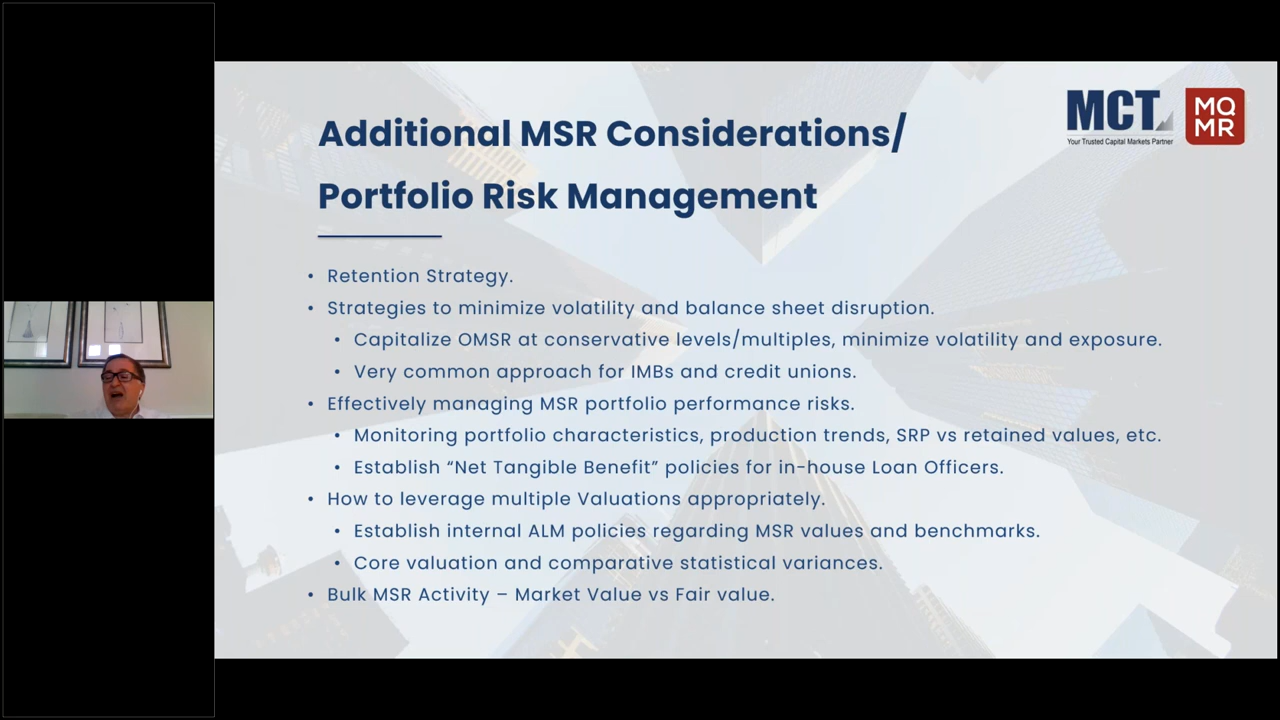 MCT
Your Trusted Capital Markets Partner
MQ
MR
Additional MSR Considerations/
Portfolio Risk Management
• Retention Strategy.
• Strategies to minimize volatility and balance sheet disruption.
• Capitalize OMSR at conservative levels/multiples, minimize volatility and exposure.
• Very common approach for IMBs and credit unions.
• Effectively managing MSR portfolio performance risks.
• Monitoring portfolio characteristics, production trends, SRP vs retained values, etc.
• Establish “Net Tangible Benefit” policies for in-house Loan Officers.
• How to leverage multiple Valuations appropriately.
• Establish internal ALM policies regarding MSR values and benchmarks.
• Core valuation and comparative statistical variances.
• Bulk MSR Activity – Market Value vs Fair value.